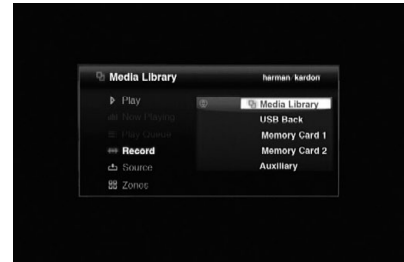 Media Library
harman/kardon
Play
Now Playing
Play Queue
Record
Source
Zones
Media Library
USB Back
Memory Card 1
Memory Card 2
Auxiliary